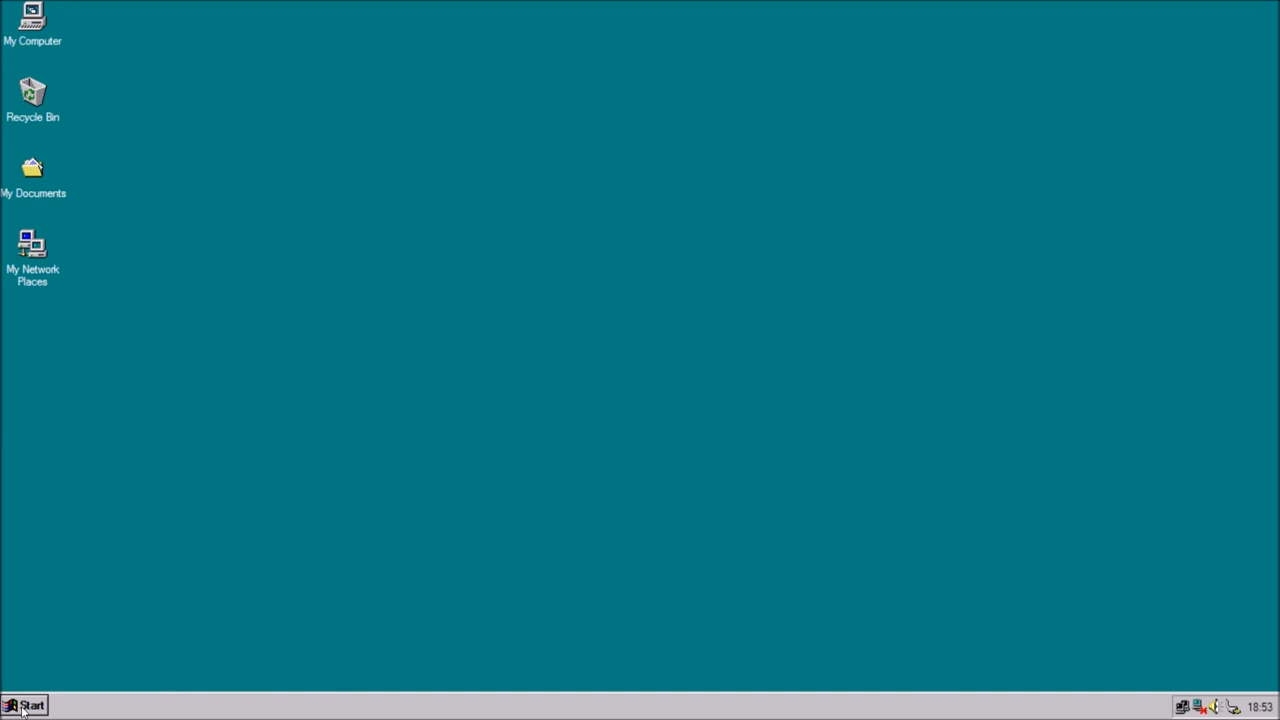 My Computer
Recycle Bin
My Documents
My Network
Places
Start
18:53